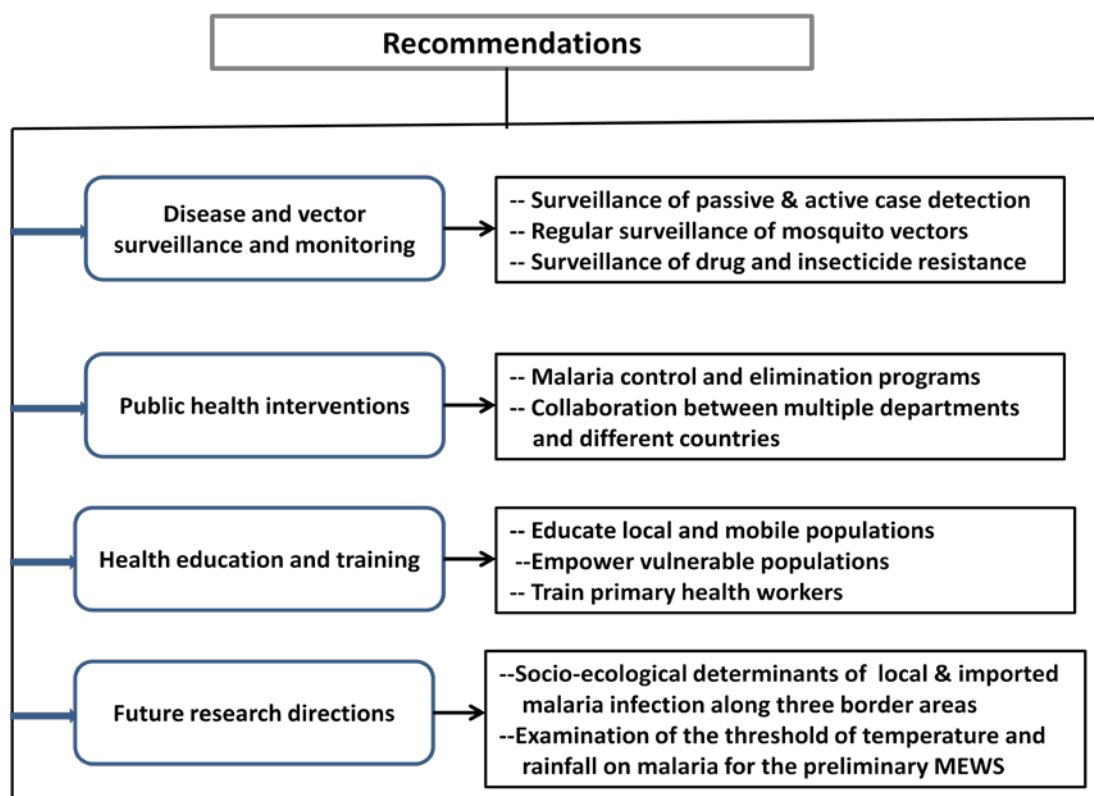 Recommendations
Disease and vector
surveillance and monitoring
-- Surveillance of passive & active case detection
-- Regular surveillance of mosquito vectors
-- Surveillance of drug and insecticide resistance
Public health interventions
-- Malaria control and elimination programs
-- Collaboration between multiple departments
and different countries
Health education and training
-- Educate local and mobile populations
--Empower vulnerable populations
-- Train primary health workers
Future research directions
--Socio-ecological determinants of local & imported
malaria infection along three border areas
--Examination of the threshold of temperature and
rainfall on malaria for the preliminary MEWS